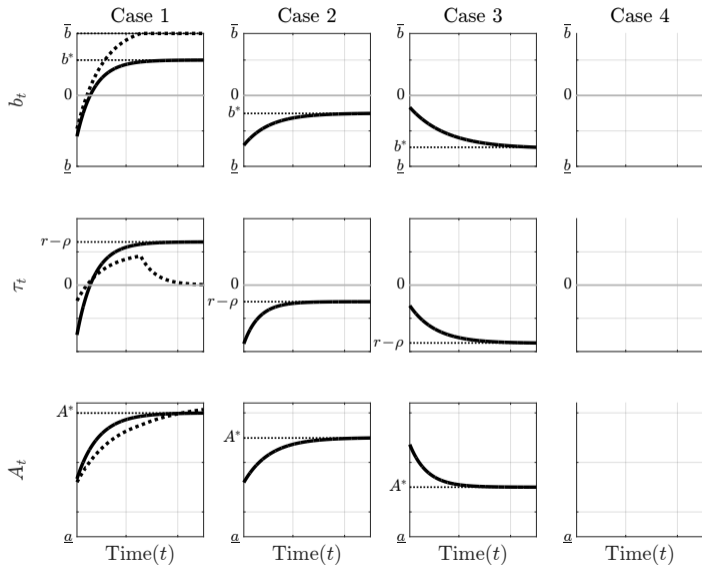 Case 1 Case 2 Case 3 Case 4
b̅ b̅ b̅ b̅
b*
0 0 0 0
b_t
b*
b*
b̲ b̲ b̲ b̲
r−ρ
0 0 0
τ_t
r−ρ
r−ρ
A*
A*
A_t
A*
a̲ a̲ a̲ a̲
Time(t) Time(t) Time(t) Time(t)